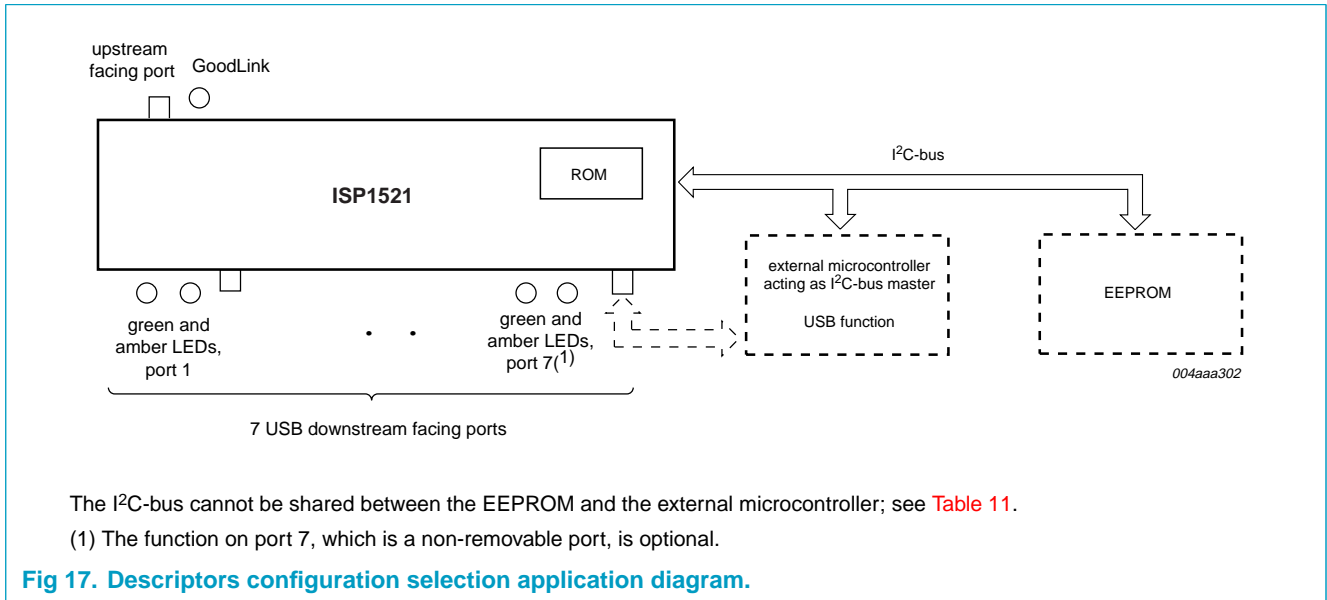 upstream
facing port
GoodLink
ISP1521
ROM
I2C-bus
external microcontroller
acting as I2C-bus master
USB function
EEPROM
green and
amber LEDs,
port 1
. .
green and
amber LEDs,
port 7(1)
004aaa302
7 USB downstream facing ports
The I2C-bus cannot be shared between the EEPROM and the external microcontroller; see Table 11.
(1) The function on port 7, which is a non-removable port, is optional.
Fig 17. Descriptors configuration selection application diagram.